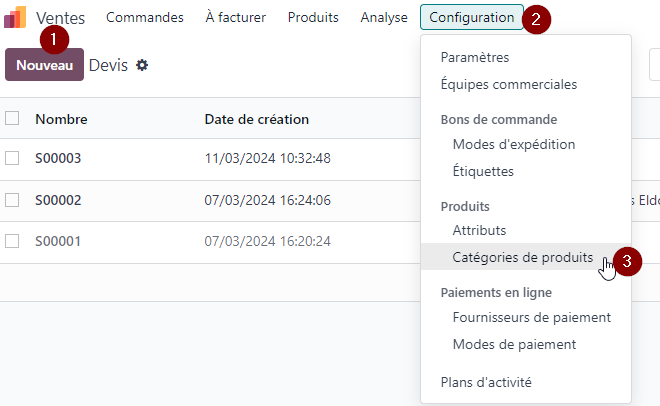 Ventes Commandes À facturer Produits Analyse Configuration 2
1
Nouveau Devis
Paramètres
Équipes commerciales
Nombre Date de création
Bons de commande
Modes d'expédition
S00003 11/03/2024 10:32:48
Étiquettes
S00002 07/03/2024 16:24:06
s Eldo
Produits
Attributs
S00001 07/03/2024 16:20:24
Catégories de produits 3
Paiements en ligne
Fournisseurs de paiement
Modes de paiement
Plans d'activité